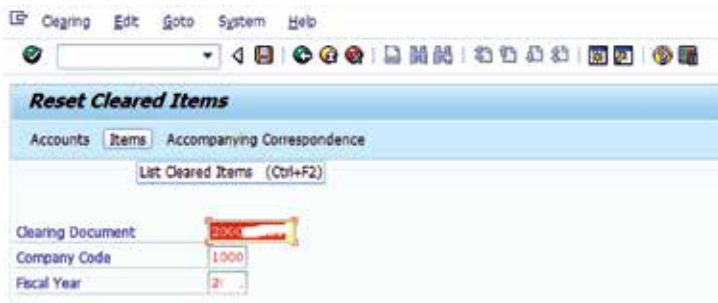 Clearing Edit Goto System Help
Reset Cleared Items
Accounts Items Accompanying Correspondence
List Cleared Items (Ctrl+F2)
Clearing Document
Company Code 1000
Fiscal Year